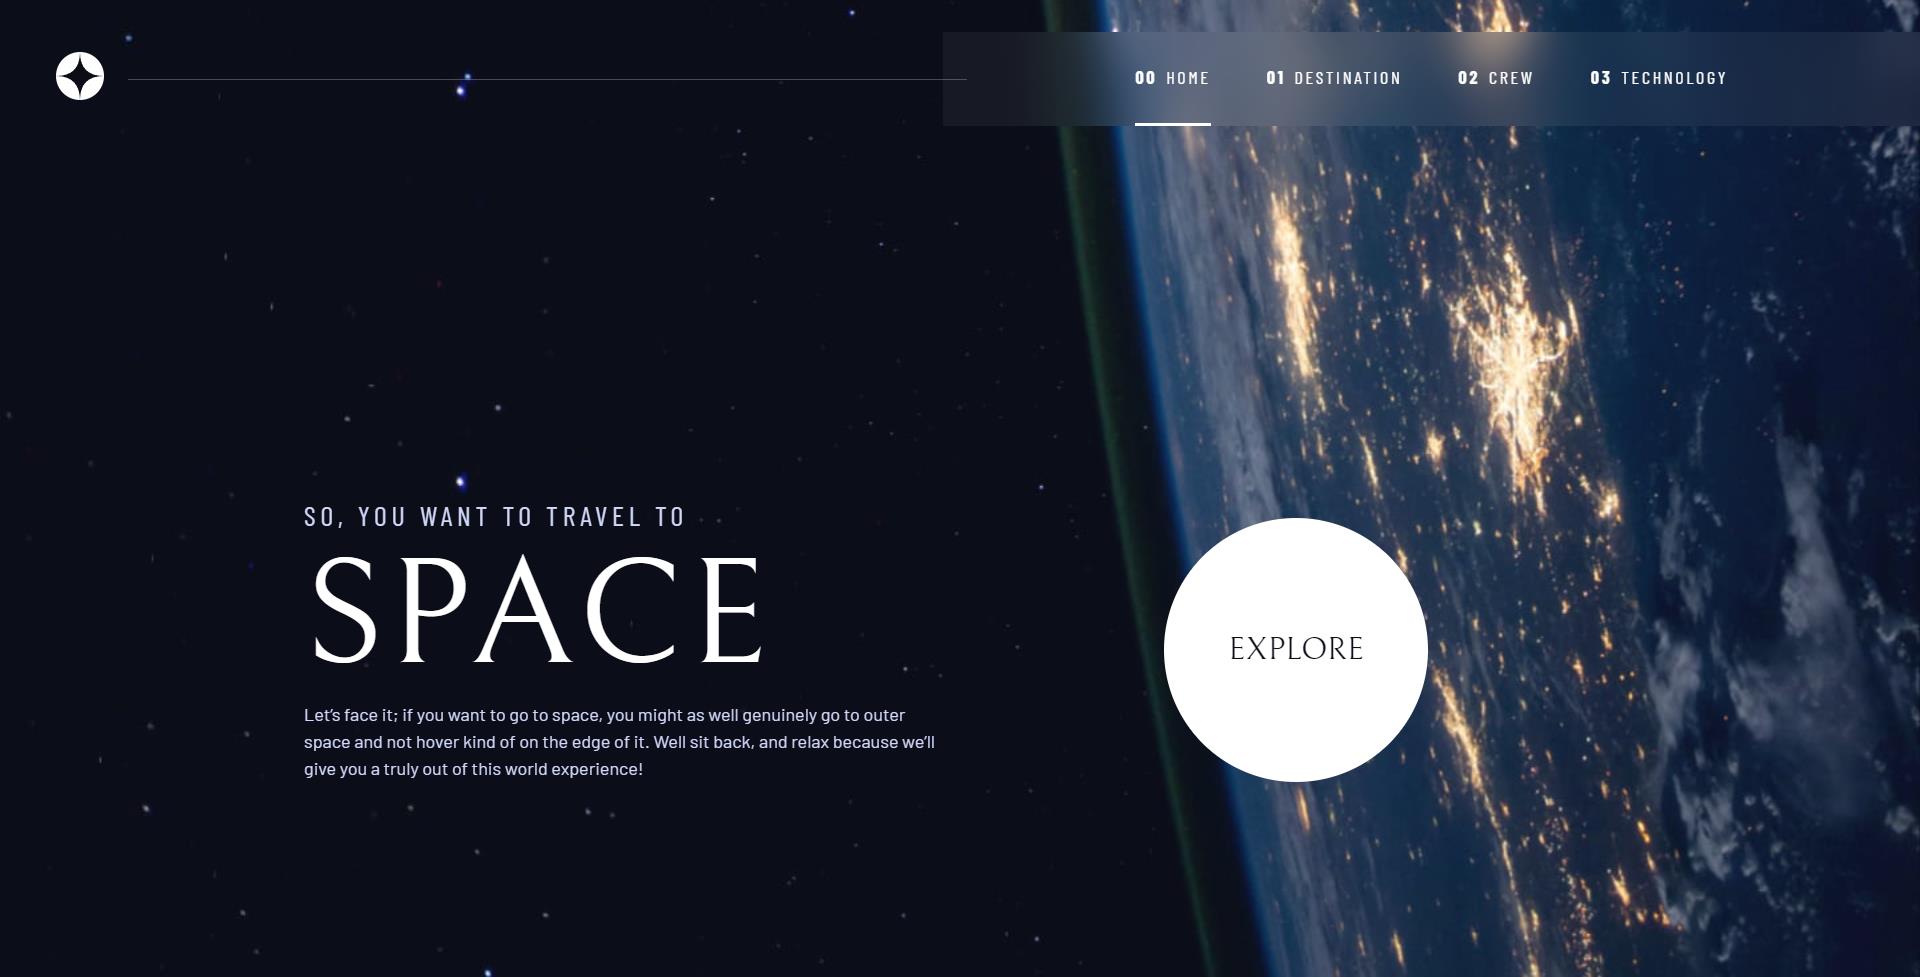 00 HOME 01 DESTINATION 02 CREW 03 TECHNOLOGY
SO, YOU WANT TO TRAVEL TO
SPACE
Let’s face it; if you want to go to space, you might as well genuinely go to outer
space and not hover kind of on the edge of it. Well sit back, and relax because we’ll
give you a truly out of this world experience!
EXPLORE